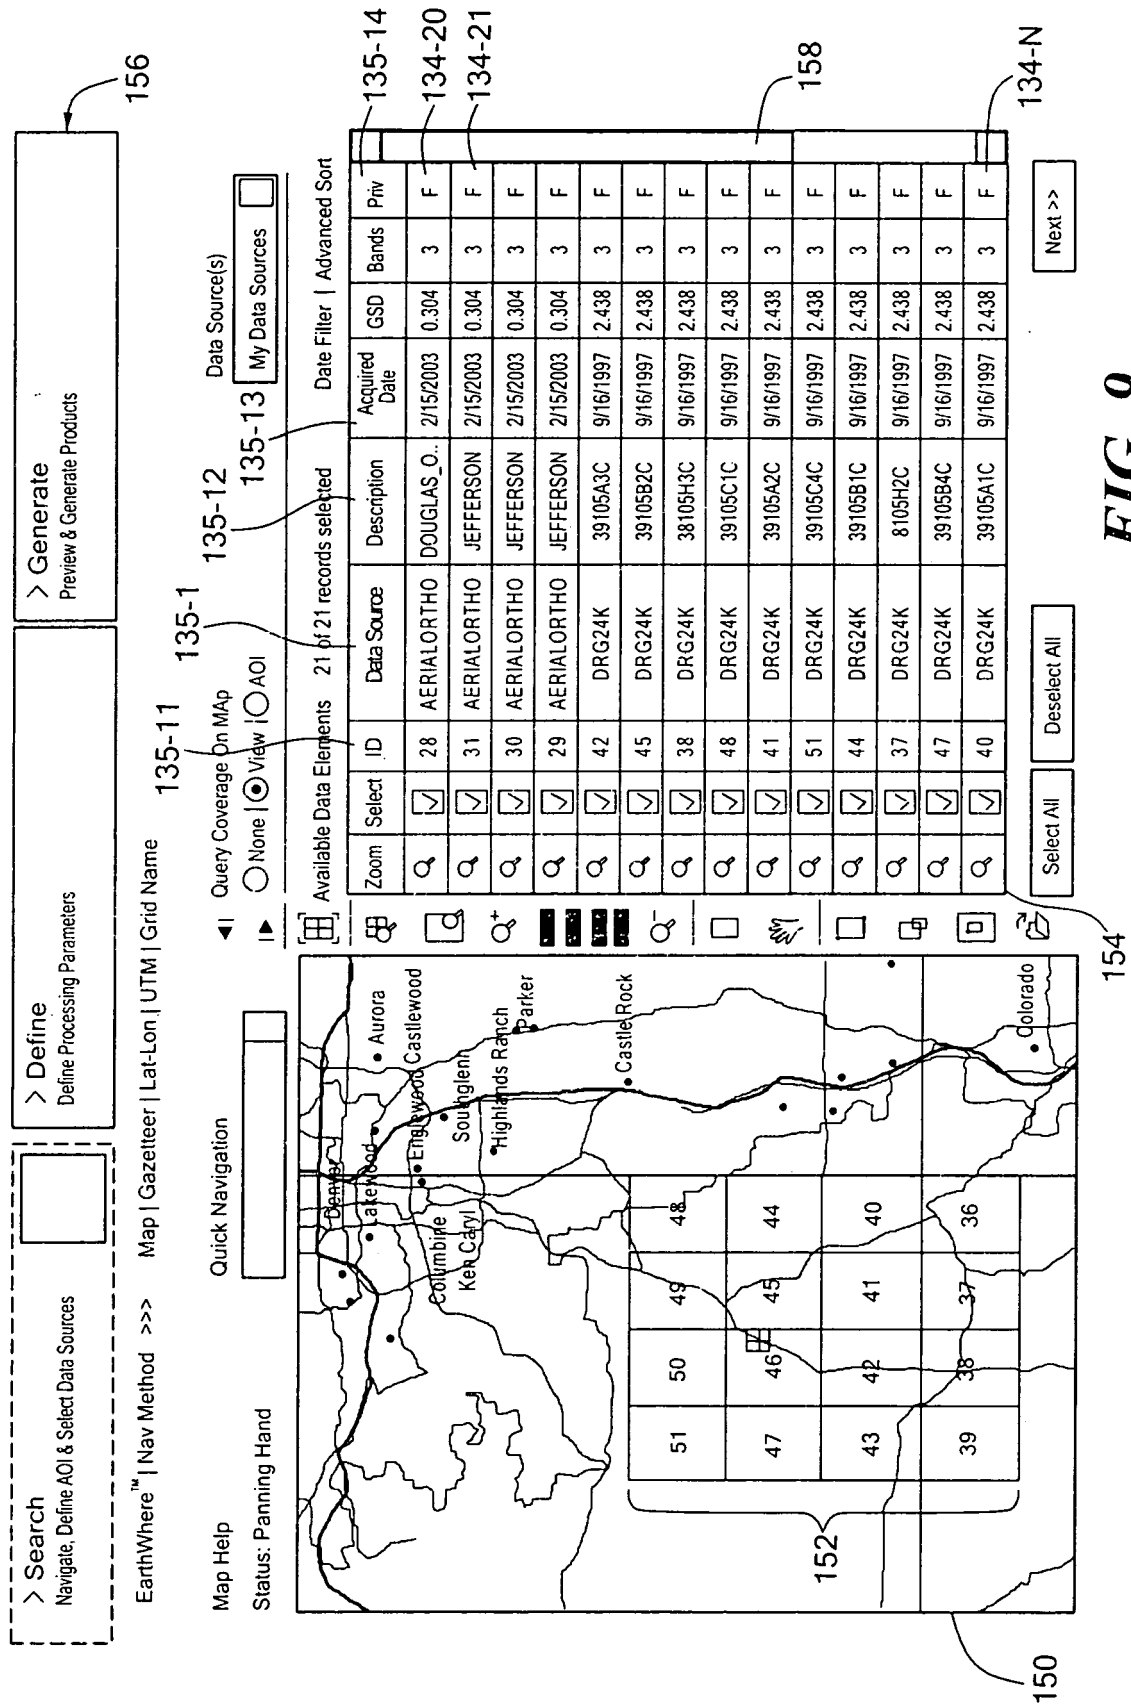 > Search
Navigate, Define AOI & Select Data Sources
> Define
Define Processing Parameters
> Generate
Preview & Generate Products
156
EarthWhere™ | Nav Method >>> Map | Gazetteer | Lat-Lon | UTM | Grid Name
135-11
135-1
135-12
135-13
Map Help
Quick Navigation
Query Coverage On MAp
Data Source(s)
Status: Panning Hand
None | View | AOI
My Data Sources
Available Data Elements 21 of 21 records selected Date Filter | Advanced Sort
Zoom Select ID Data Source Description Acquired Date GSD Bands Priv
28 AERIALORTHO DOUGLAS_O.. 2/15/2003 0.304 3 F
31 AERIALORTHO JEFFERSON 2/15/2003 0.304 3 F
30 AERIALORTHO JEFFERSON 2/15/2003 0.304 3 F
29 AERIALORTHO JEFFERSON 2/15/2003 0.304 3 F
42 DRG24K 39105A3C 9/16/1997 2.438 3 F
45 DRG24K 39105B2C 9/16/1997 2.438 3 F
38 DRG24K 38105H3C 9/16/1997 2.438 3 F
48 DRG24K 39105C1C 9/16/1997 2.438 3 F
41 DRG24K 39105A2C 9/16/1997 2.438 3 F
51 DRG24K 39105C4C 9/16/1997 2.438 3 F
44 DRG24K 39105B1C 9/16/1997 2.438 3 F
37 DRG24K 8105H2C 9/16/1997 2.438 3 F
47 DRG24K 39105B4C 9/16/1997 2.438 3 F
40 DRG24K 39105A1C 9/16/1997 2.438 3 F
Select All
Deselect All
Next >>
135-14
134-20
134-21
158
134-N
154
Denver
Aurora
Lakewood
Englewood
Castlewood
Columbine
Southglenn
Ken Caryl
Highlands Ranch
Parker
Castle Rock
51 50 49 48
47 46 45 44
43 42 41 40
39 38 37 36
Colorado
152
150
FIG. 9